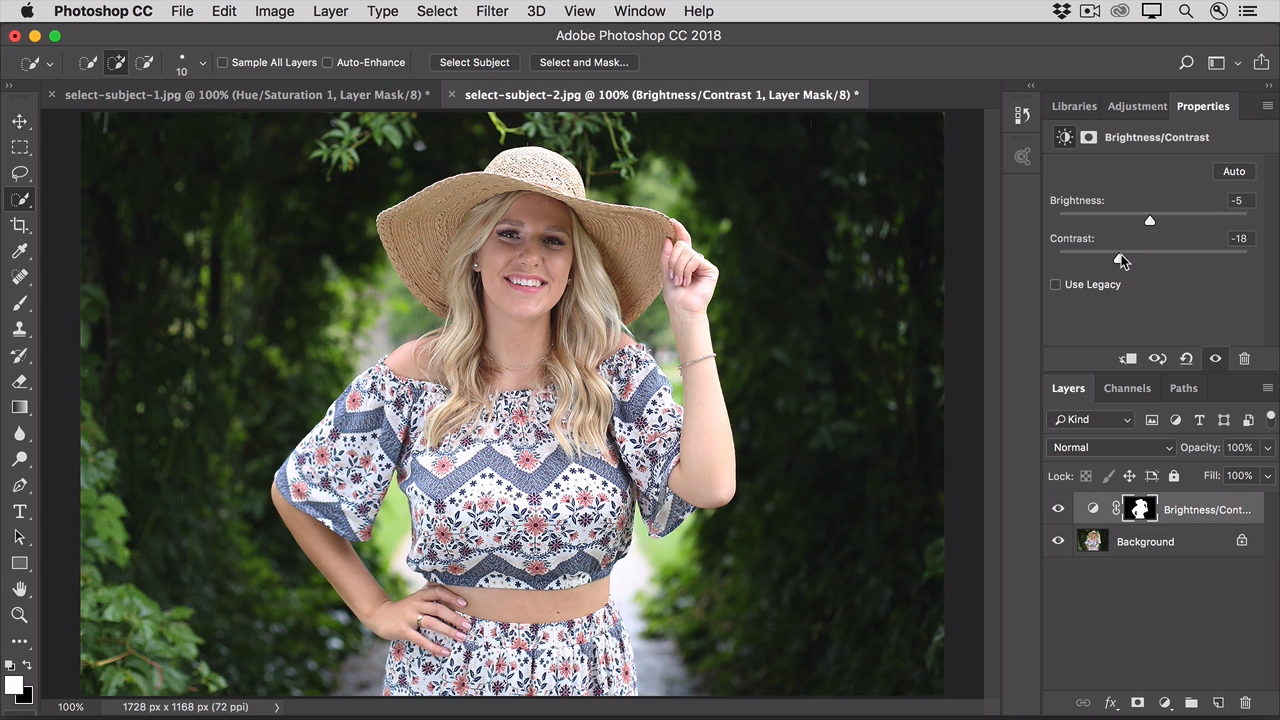 Photoshop CC File Edit Image Layer Type Select Filter 3D View Window Help
Adobe Photoshop CC 2018
10 Sample All Layers Auto-Enhance Select Subject Select and Mask...
select-subject-1.jpg @ 100% (Hue/Saturation 1, Layer Mask/8) * select-subject-2.jpg @ 100% (Brightness/Contrast 1, Layer Mask/8) *
Libraries Adjustment Properties
Brightness/Contrast
Auto
Brightness: -5
Contrast: -18
Use Legacy
Layers Channels Paths
Kind
Normal Opacity: 100%
Lock: Fill: 100%
Brightness/Cont...
Background
100% 1728 px x 1168 px (72 ppi)